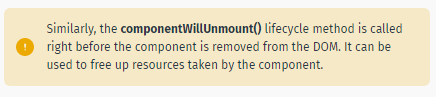 Similarly, the componentWillUnmount() lifecycle method is called
right before the component is removed from the DOM. It can be
used to free up resources taken by the component.